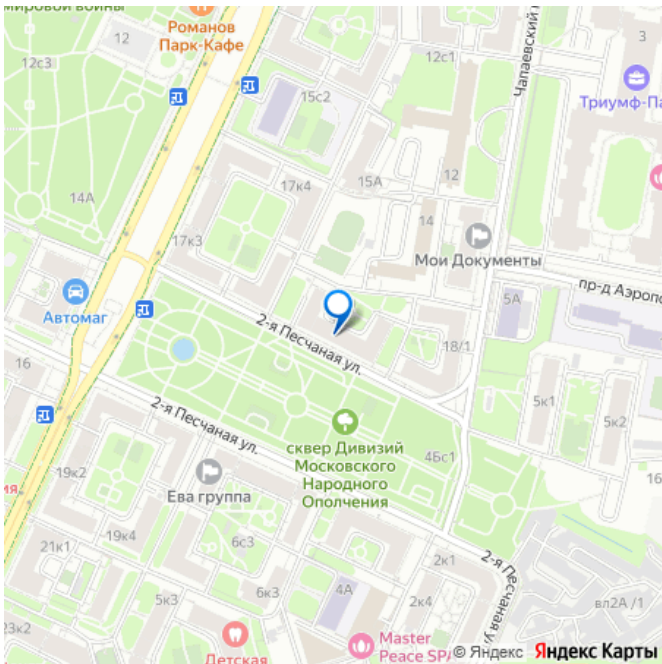 мировой войны
Романов
Парк-Кафе
12
12с3
12с1
3
Чапаевский п
Триумф-Па
15с2
17к4
15А
12
14А
14
17к3
Мои Документы
пр-д Аэропо
5А
Автомаг
2-я Песчаная ул.
18/1
16
5к1
5к2
2-я Песчаная ул.
сквер Дивизий
Московского
Народного
Ополчения
4Бс1
19к2
Ева группа
16
ия
19к4
6с3
21к1
2к1
2-я Песчаная у
4А
6к3
5к3
2к4
вл2А /1
23к2
Детская
Master
Peace SPA
© Яндекс Яндекс Карты